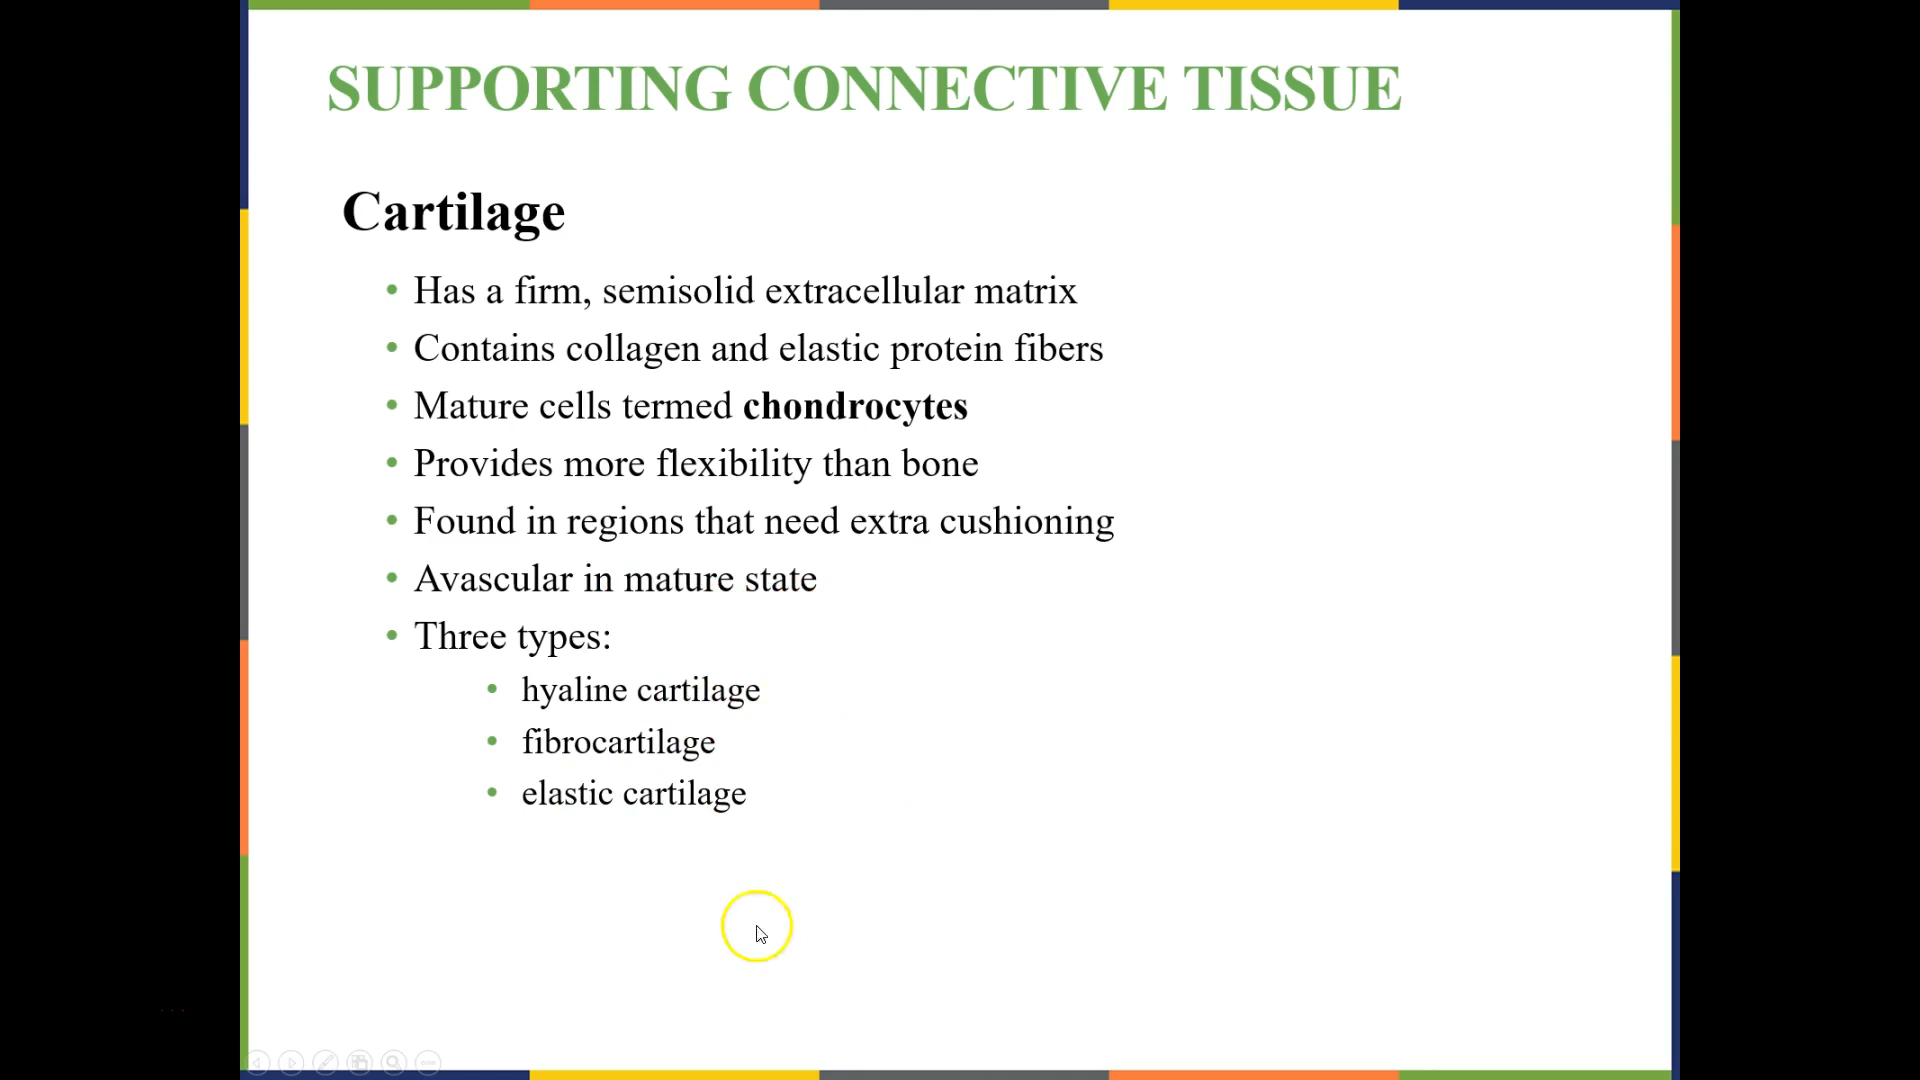 SUPPORTING CONNECTIVE TISSUE
Cartilage
• Has a firm, semisolid extracellular matrix
• Contains collagen and elastic protein fibers
• Mature cells termed chondrocytes
• Provides more flexibility than bone
• Found in regions that need extra cushioning
• Avascular in mature state
• Three types:
• hyaline cartilage
• fibrocartilage
• elastic cartilage